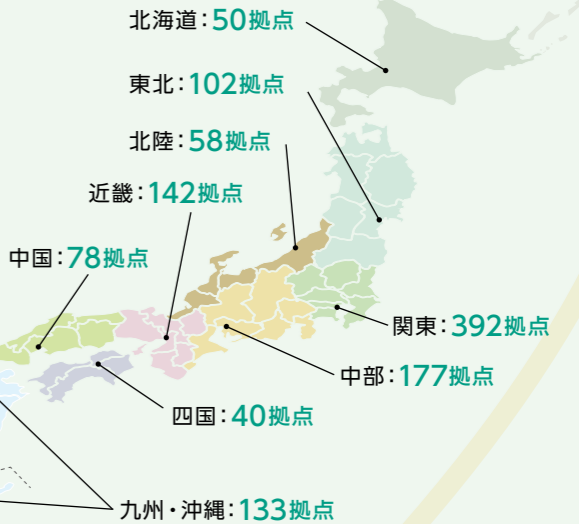 北海道：50拠点
東北：102拠点
北陸：58拠点
近畿：142拠点
中国：78拠点
関東：392拠点
中部：177拠点
四国：40拠点
九州・沖縄：133拠点